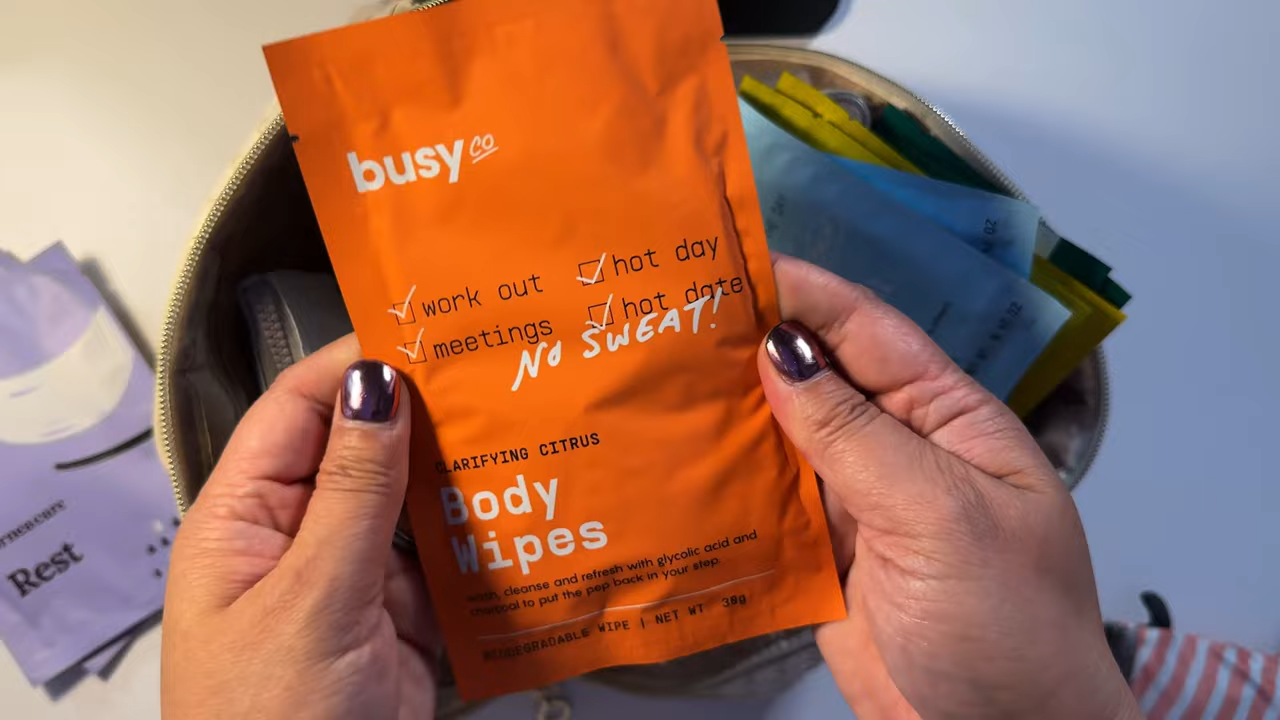 busy co
work out
hot day
meetings
hot date
No SWEAT!
CLARIFYING CITRUS
Body
Wipes
wash, cleanse and refresh with glycolic acid and
charcoal to put the pep back in your step.
BIODEGRADABLE WIPE | NET WT 30g
Rest